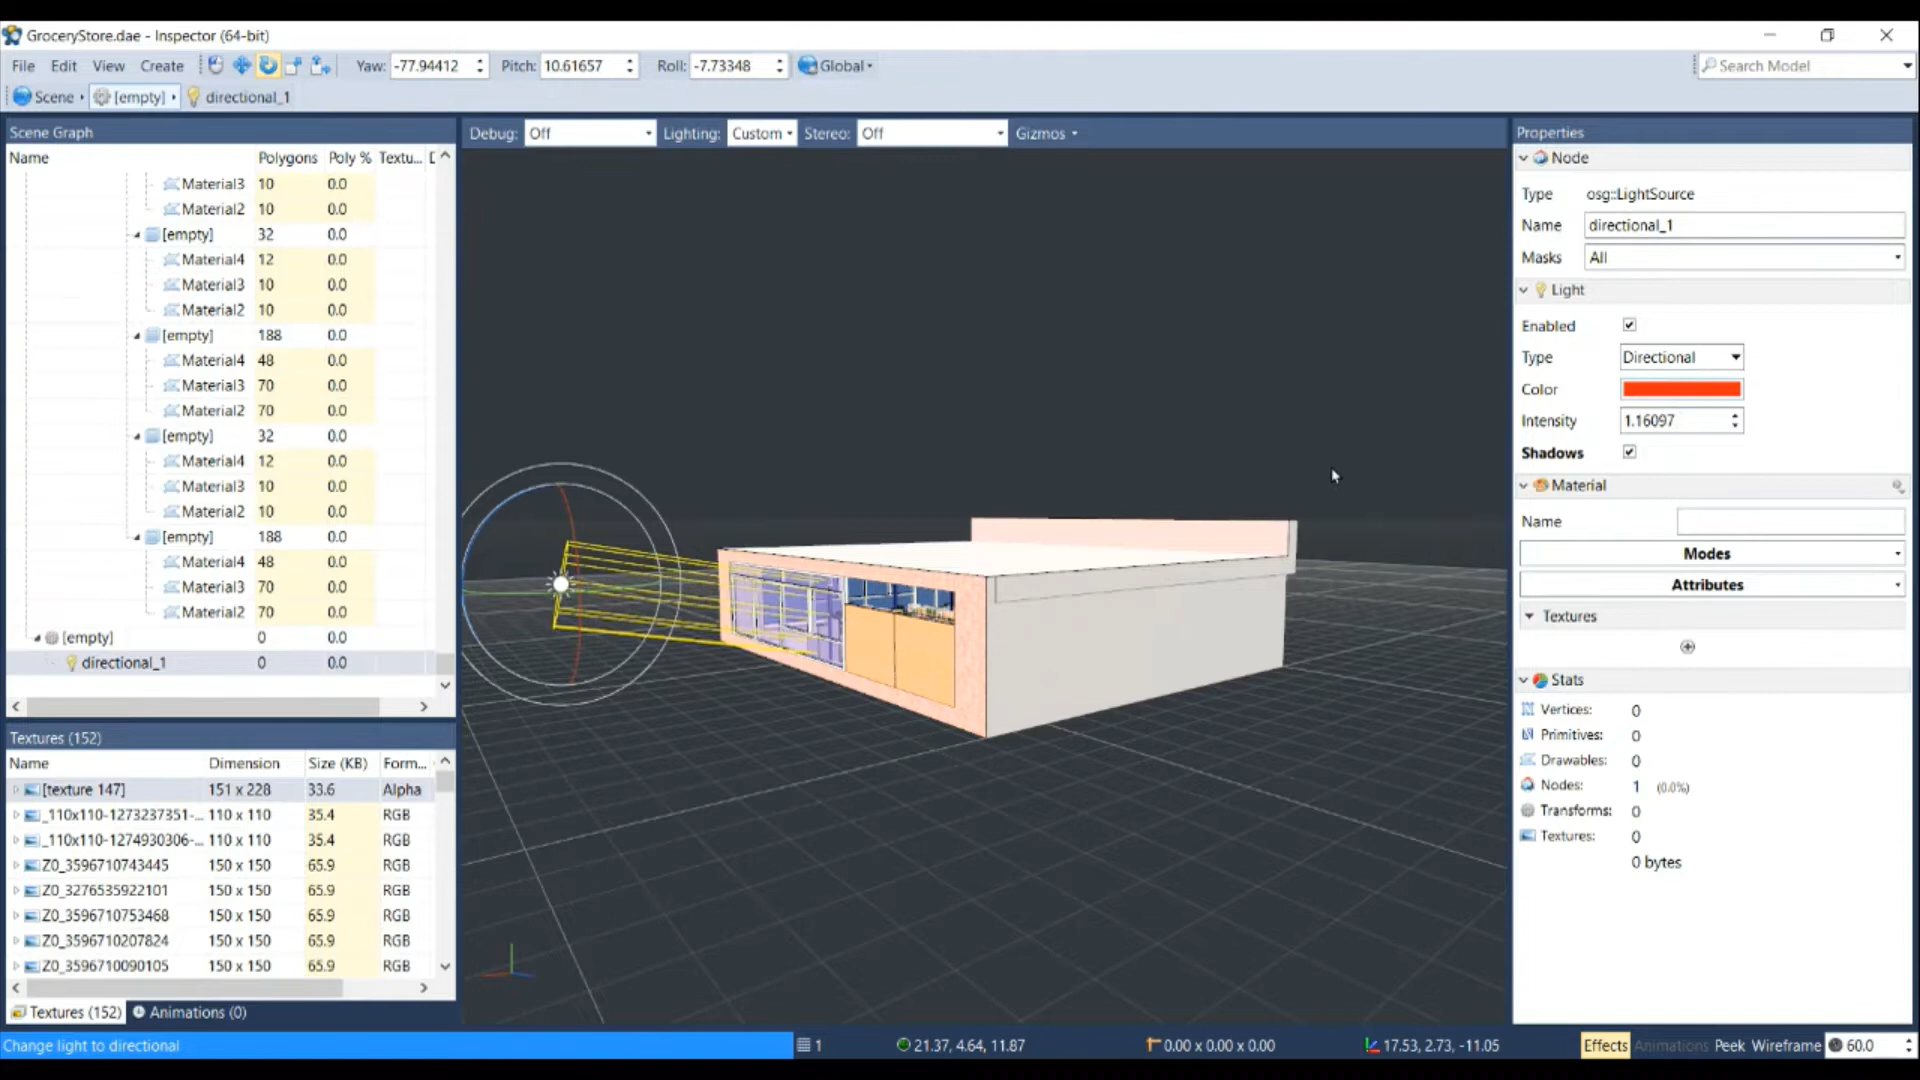 GroceryStore.dae - Inspector (64-bit)
File Edit View Create Yaw: -77.94412 Pitch: 10.61657 Roll: -7.73348 Global Search Model
Scene [empty] directional_1
Scene Graph
Name Polygons Poly % Textu...
Material3 10 0.0
Material2 10 0.0
[empty] 32 0.0
Material4 12 0.0
Material3 10 0.0
Material2 10 0.0
[empty] 188 0.0
Material4 48 0.0
Material3 70 0.0
Material2 70 0.0
[empty] 32 0.0
Material4 12 0.0
Material3 10 0.0
Material2 10 0.0
[empty] 188 0.0
Material4 48 0.0
Material3 70 0.0
Material2 70 0.0
[empty] 0 0.0
directional_1 0 0.0
Textures (152)
Name Dimension Size (KB) Form...
[texture 147] 151 x 228 33.6 Alpha
_110x110-1273237351-... 110 x 110 35.4 RGB
_110x110-1274930306-... 110 x 110 35.4 RGB
Z0_3596710743445 150 x 150 65.9 RGB
Z0_3276535922101 150 x 150 65.9 RGB
Z0_3596710753468 150 x 150 65.9 RGB
Z0_3596710207824 150 x 150 65.9 RGB
Z0_3596710090105 150 x 150 65.9 RGB
Textures (152) Animations (0)
Debug: Off Lighting: Custom Stereo: Off Gizmos
Properties
Node
Type osg::LightSource
Name directional_1
Masks All
Light
Enabled
Type Directional
Color
Intensity 1.16097
Shadows
Material
Name
Modes
Attributes
Textures
Stats
Vertices: 0
Primitives: 0
Drawables: 0
Nodes: 1 (0.0%)
Transforms: 0
Textures: 0
0 bytes
Change light to directional 1 21.37, 4.64, 11.87 0.00 x 0.00 x 0.00 17.53, 2.73, -11.05 Effects Animations Peek Wireframe 60.0